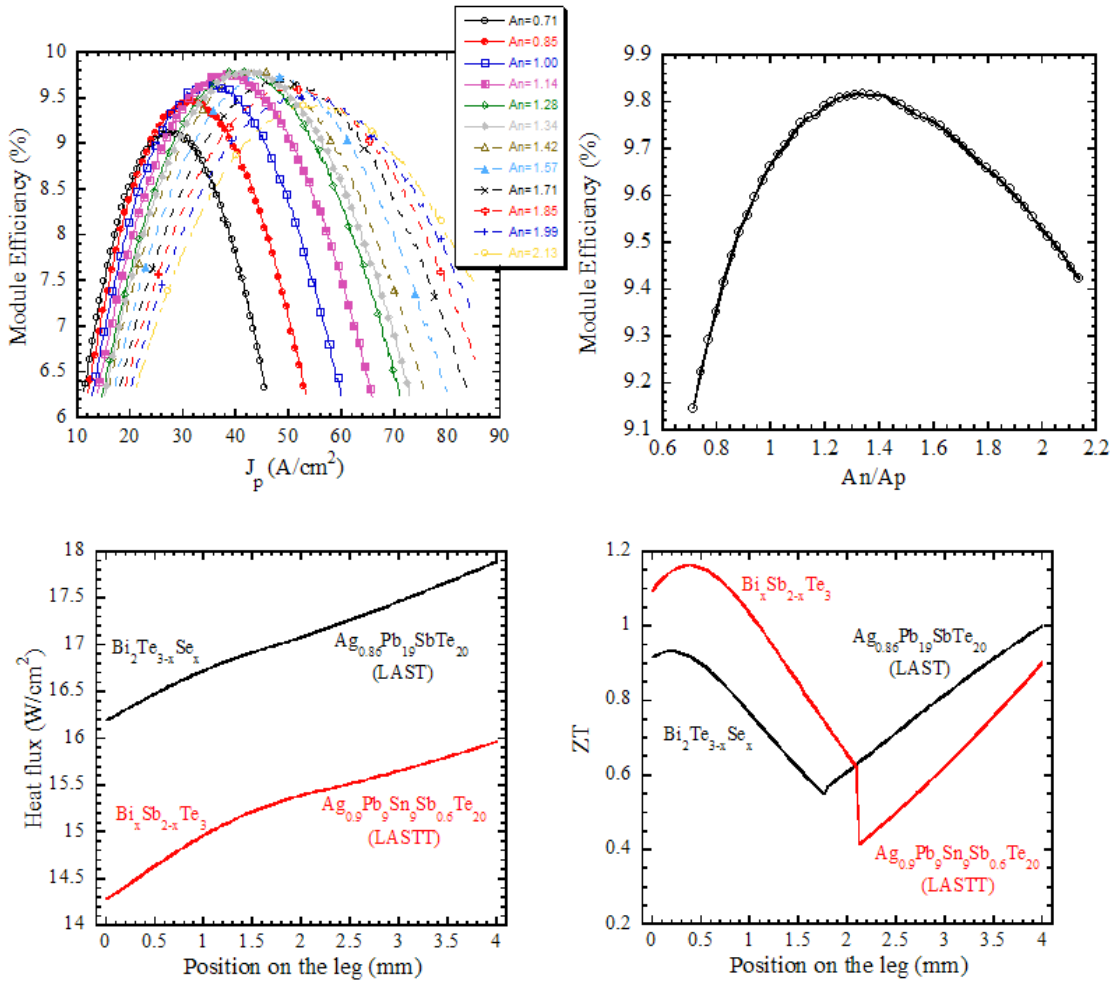 An=0.71
An=0.85
An=1.00
An=1.14
An=1.28
An=1.34
An=1.42
An=1.57
An=1.71
An=1.85
An=1.99
An=2.13
Module Efficiency (%)
10
9.5
9
8.5
8
7.5
7
6.5
6
10 20 30 40 50 60 70 80 90
J_p (A/cm²)
Module Efficiency (%)
9.9
9.8
9.7
9.6
9.5
9.4
9.3
9.2
9.1
0.6 0.8 1 1.2 1.4 1.6 1.8 2 2.2
An/Ap
Heat flux (W/cm²)
18
17.5
17
16.5
16
15.5
15
14.5
14
Bi₂Te₃₋ₓSeₓ
Ag₀.₈₆Pb₁₉SbTe₂₀
(LAST)
BiₓSb₂₋ₓTe₃
Ag₀.₉Pb₉Sn₉Sb₀.₆Te₂₀
(LASTT)
0 0.5 1 1.5 2 2.5 3 3.5 4
Position on the leg (mm)
ZT
1.2
1
0.8
0.6
0.4
0.2
BiₓSb₂₋ₓTe₃
Ag₀.₈₆Pb₁₉SbTe₂₀
(LAST)
Bi₂Te₃₋ₓSeₓ
Ag₀.₉Pb₉Sn₉Sb₀.₆Te₂₀
(LASTT)
0 0.5 1 1.5 2 2.5 3 3.5 4
Position on the leg (mm)